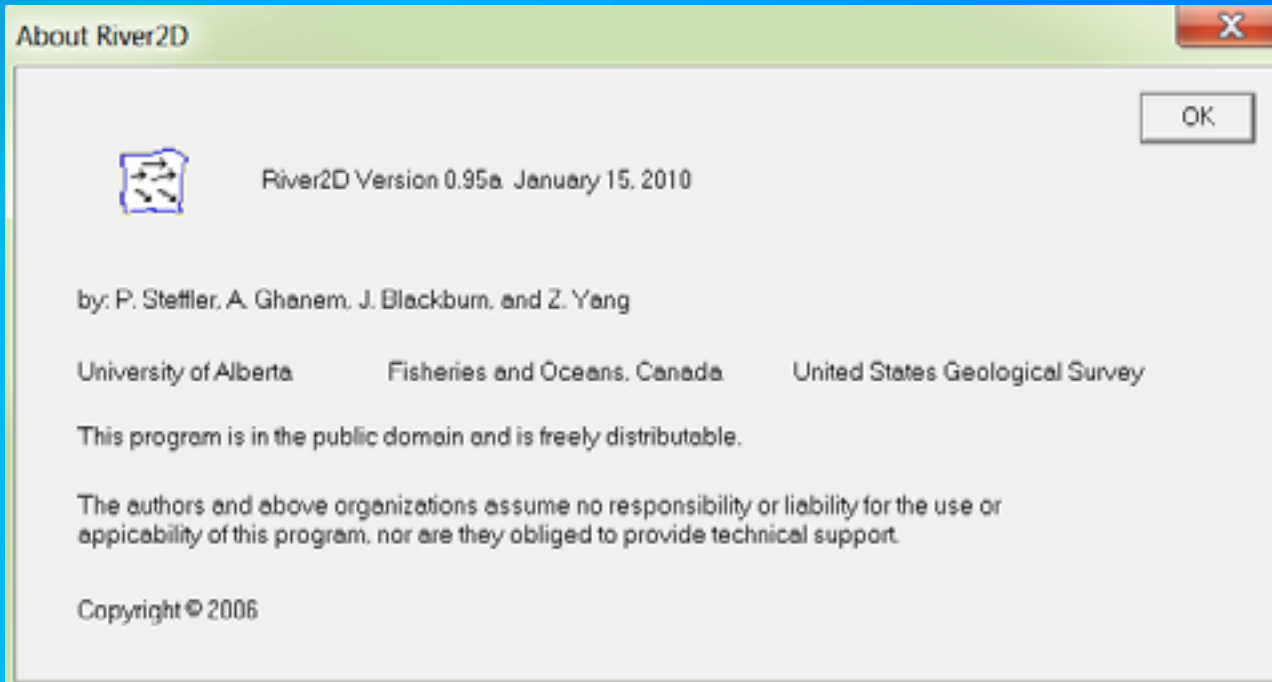 About River2D
OK
River2D Version 0.95a January 15, 2010
by: P. Steffler, A. Ghanem, J. Blackburn, and Z. Yang
University of Alberta Fisheries and Oceans, Canada United States Geological Survey
This program is in the public domain and is freely distributable.
The authors and above organizations assume no responsibility or liability for the use or
appicability of this program, nor are they obliged to provide technical support.
Copyright © 2006